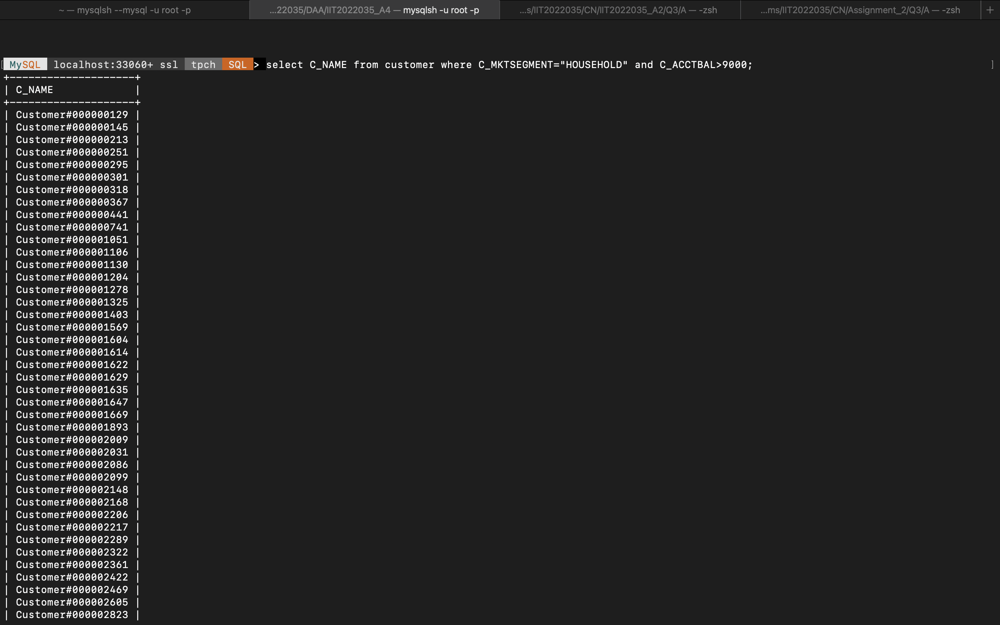 ~ — mysqlsh --mysql -u root -p
...22035/DAA/IIT2022035_A4 — mysqlsh -u root -p
...s/IIT2022035/CN/IIT2022035_A2/Q3/A — -zsh
...ms/IIT2022035/CN/Assignment_2/Q3/A — -zsh
+
[ MySQL  localhost:33060+ ssl  tpch  SQL > select C_NAME from customer where C_MKTSEGMENT="HOUSEHOLD" and C_ACCTBAL>9000; ]
+--------------------+
| C_NAME             |
+--------------------+
| Customer#000000129 |
| Customer#000000145 |
| Customer#000000213 |
| Customer#000000251 |
| Customer#000000295 |
| Customer#000000301 |
| Customer#000000318 |
| Customer#000000367 |
| Customer#000000441 |
| Customer#000000741 |
| Customer#000001051 |
| Customer#000001106 |
| Customer#000001130 |
| Customer#000001204 |
| Customer#000001278 |
| Customer#000001325 |
| Customer#000001403 |
| Customer#000001569 |
| Customer#000001604 |
| Customer#000001614 |
| Customer#000001622 |
| Customer#000001629 |
| Customer#000001635 |
| Customer#000001647 |
| Customer#000001669 |
| Customer#000001893 |
| Customer#000002009 |
| Customer#000002031 |
| Customer#000002086 |
| Customer#000002099 |
| Customer#000002148 |
| Customer#000002168 |
| Customer#000002206 |
| Customer#000002217 |
| Customer#000002289 |
| Customer#000002322 |
| Customer#000002361 |
| Customer#000002422 |
| Customer#000002469 |
| Customer#000002605 |
| Customer#000002823 |